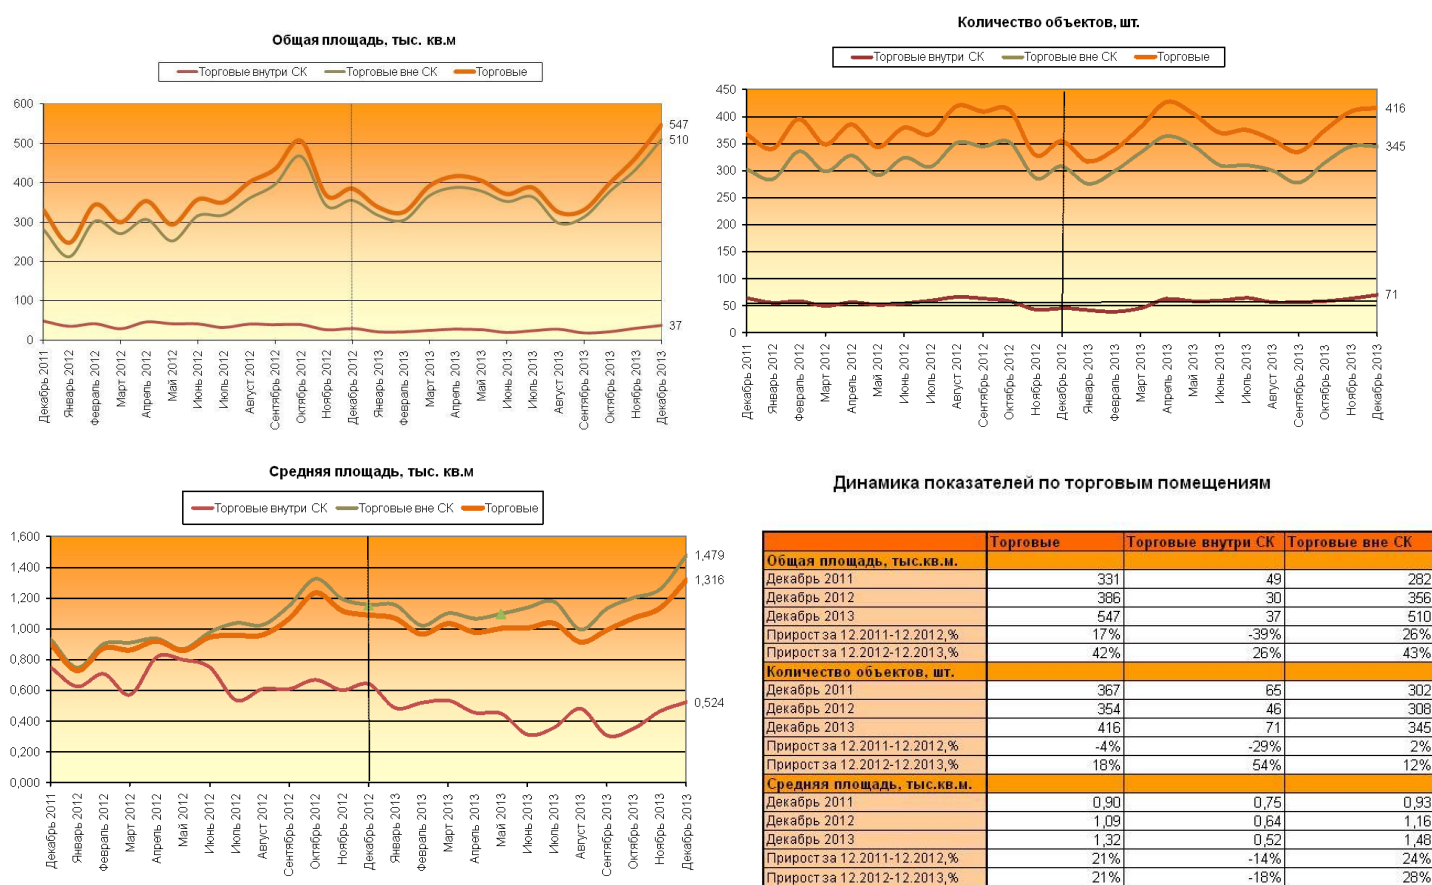 Общая площадь, тыс. кв.м
Торговые внутри СК Торговые вне СК Торговые
600
500
400
300
200
100
0
547
510
37
Декабрь 2011 Январь 2012 Февраль 2012 Март 2012 Апрель 2012 Май 2012 Июнь 2012 Июль 2012 Август 2012 Сентябрь 2012 Октябрь 2012 Ноябрь 2012 Декабрь 2012 Январь 2013 Февраль 2013 Март 2013 Апрель 2013 Май 2013 Июнь 2013 Июль 2013 Август 2013 Сентябрь 2013 Октябрь 2013 Ноябрь 2013 Декабрь 2013
Количество объектов, шт.
Торговые внутри СК Торговые вне СК Торговые
450
400
350
300
250
200
150
100
50
0
416
345
71
Декабрь 2011 Январь 2012 Февраль 2012 Март 2012 Апрель 2012 Май 2012 Июнь 2012 Июль 2012 Август 2012 Сентябрь 2012 Октябрь 2012 Ноябрь 2012 Декабрь 2012 Январь 2013 Февраль 2013 Март 2013 Апрель 2013 Май 2013 Июнь 2013 Июль 2013 Август 2013 Сентябрь 2013 Октябрь 2013 Ноябрь 2013 Декабрь 2013
Средняя площадь, тыс. кв.м
Торговые внутри СК Торговые вне СК Торговые
1,600
1,400
1,200
1,000
0,800
0,600
0,400
0,200
0,000
1,479
1,316
0,524
Декабрь 2011 Январь 2012 Февраль 2012 Март 2012 Апрель 2012 Май 2012 Июнь 2012 Июль 2012 Август 2012 Сентябрь 2012 Октябрь 2012 Ноябрь 2012 Декабрь 2012 Январь 2013 Февраль 2013 Март 2013 Апрель 2013 Май 2013 Июнь 2013 Июль 2013 Август 2013 Сентябрь 2013 Октябрь 2013 Ноябрь 2013 Декабрь 2013
Динамика показателей по торговым помещениям
Торговые Торговые внутри СК Торговые вне СК
Общая площадь, тыс.кв.м.
Декабрь 2011 331 49 282
Декабрь 2012 386 30 356
Декабрь 2013 547 37 510
Прирост за 12.2011-12.2012,% 17% -39% 26%
Прирост за 12.2012-12.2013,% 42% 26% 43%
Количество объектов, шт.
Декабрь 2011 367 65 302
Декабрь 2012 354 46 308
Декабрь 2013 416 71 345
Прирост за 12.2011-12.2012,% -4% -29% 2%
Прирост за 12.2012-12.2013,% 18% 54% 12%
Средняя площадь, тыс.кв.м.
Декабрь 2011 0,90 0,75 0,93
Декабрь 2012 1,09 0,64 1,16
Декабрь 2013 1,32 0,52 1,48
Прирост за 12.2011-12.2012,% 21% -14% 24%
Прирост за 12.2012-12.2013,% 21% -18% 28%